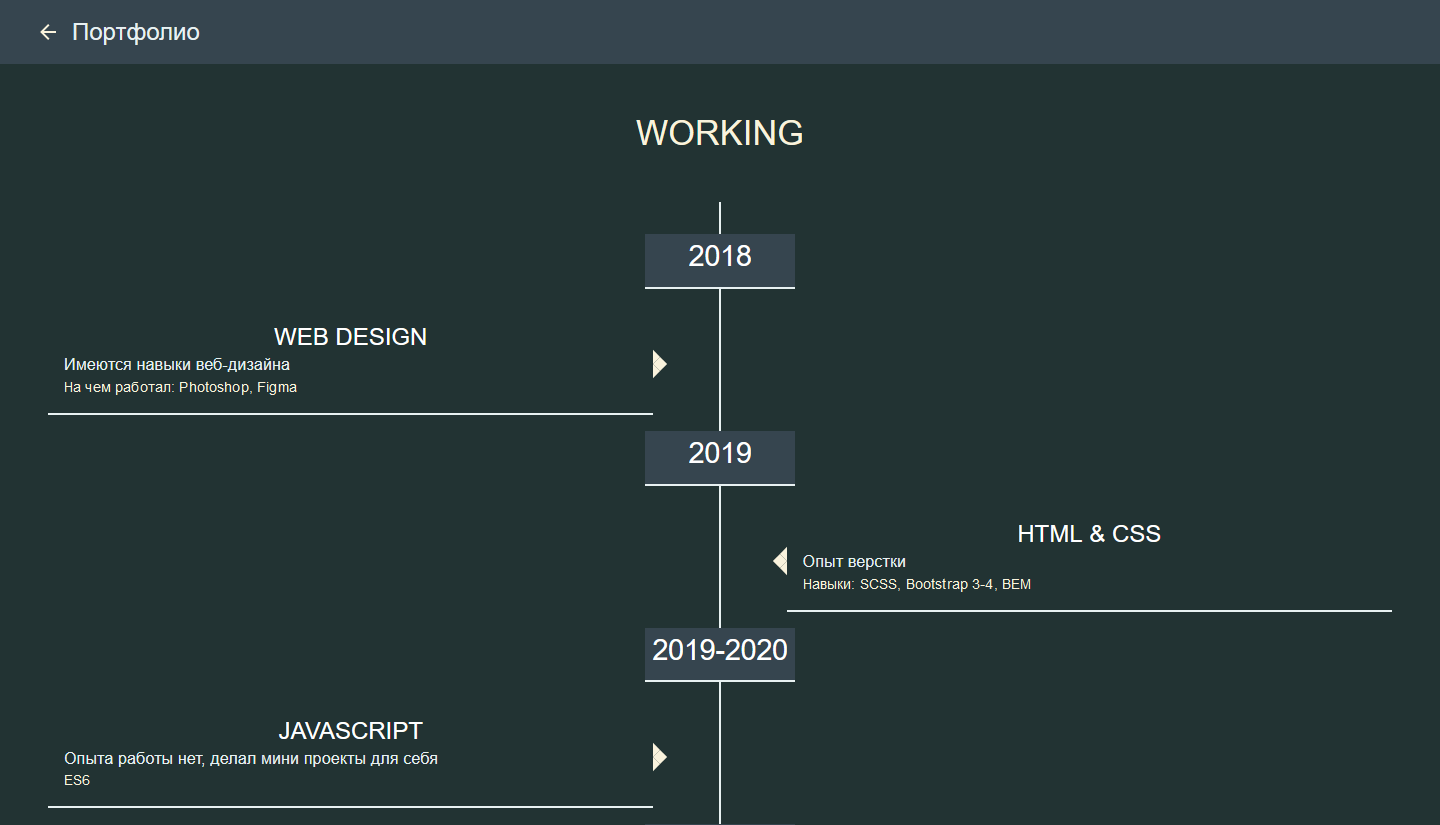 Портфолио
WORKING
2018
WEB DESIGN
Имеются навыки веб-дизайна
На чем работал: Photoshop, Figma
2019
HTML & CSS
Опыт верстки
Навыки: SCSS, Bootstrap 3-4, BEM
2019-2020
JAVASCRIPT
Опыта работы нет, делал мини проекты для себя
ES6